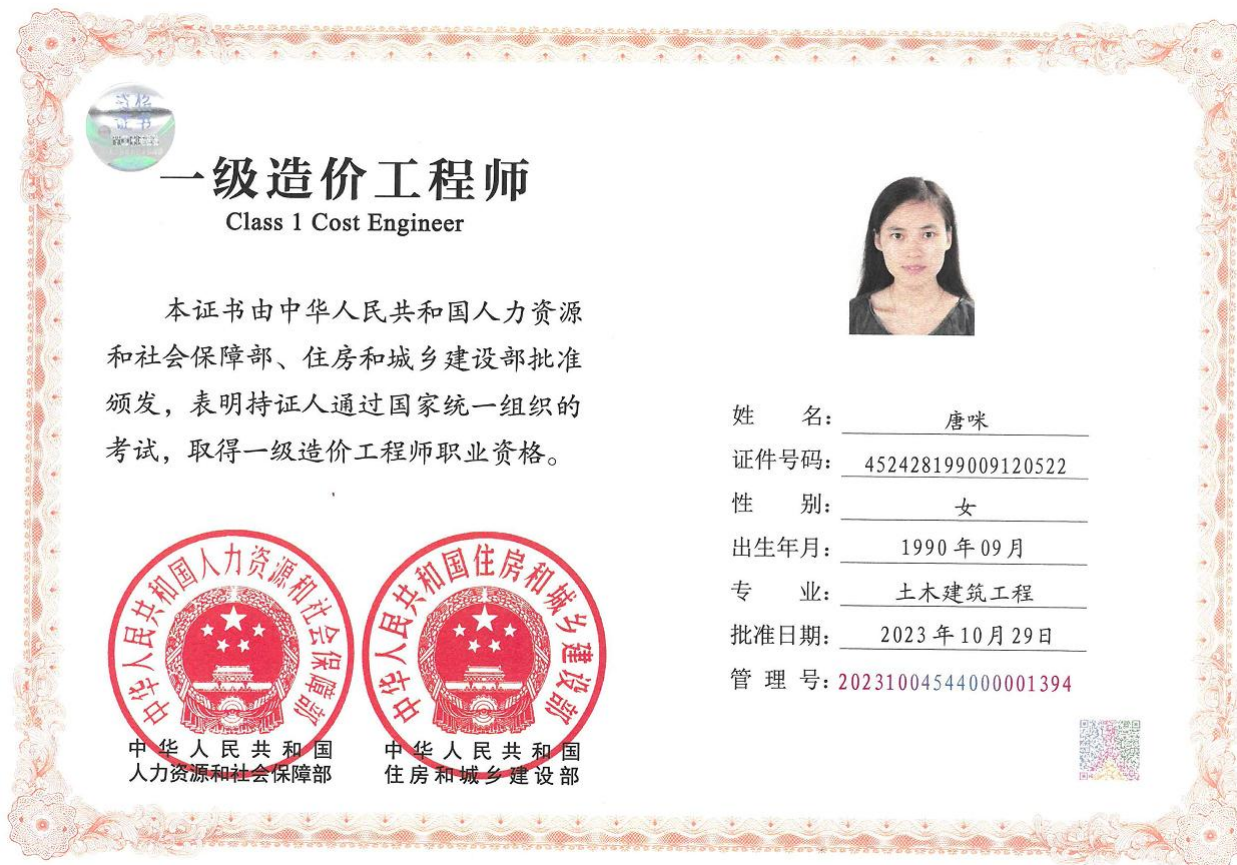 资格
证书
一级造价工程师
Class 1 Cost Engineer
本证书由中华人民共和国人力资源
和社会保障部、住房和城乡建设部批准
颁发，表明持证人通过国家统一组织的
考试，取得一级造价工程师职业资格。
中华人民共和国人力资源和社会保障部
中华人民共和国住房和城乡建设部
中华人民共和国
人力资源和社会保障部
中华人民共和国
住房和城乡建设部
姓 名：唐咪
证件号码：452428199009120522
性 别：女
出生年月：1990年09月
专 业：土木建筑工程
批准日期：2023年10月29日
管 理 号：20231004544000001394